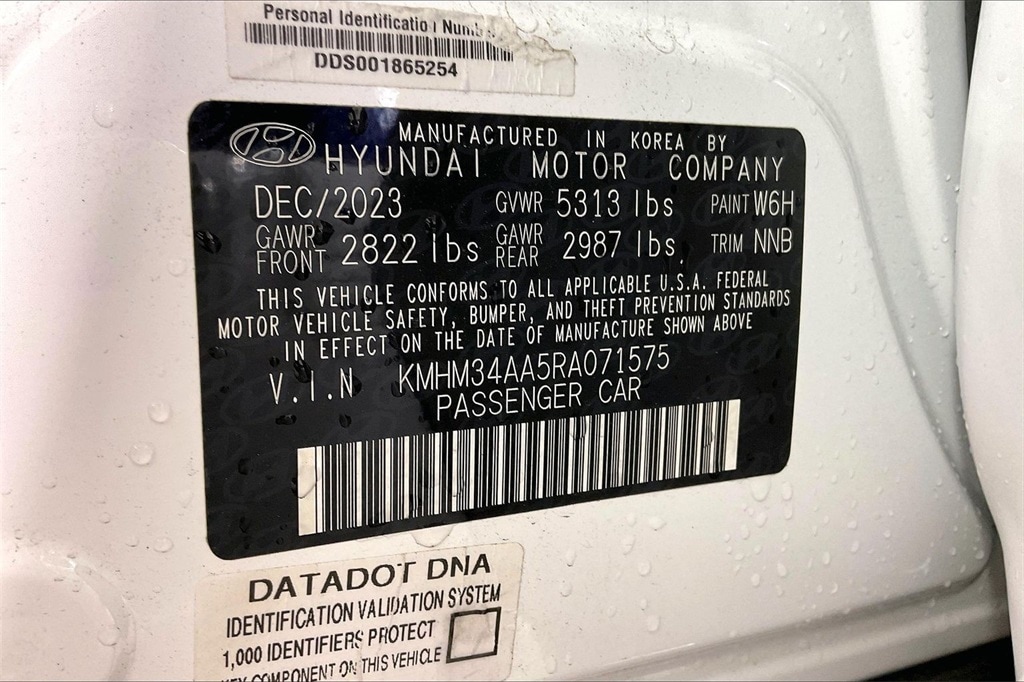 Personal Identification Numb
DDS001865254
MANUFACTURED IN KOREA BY
HYUNDAI MOTOR COMPANY
DEC/2023 GVWR 5313 lbs PAINT W6H
GAWR FRONT 2822 lbs GAWR REAR 2987 lbs. TRIM NNB
THIS VEHICLE CONFORMS TO ALL APPLICABLE U.S.A. FEDERAL
MOTOR VEHICLE SAFETY, BUMPER, AND THEFT PREVENTION STANDARDS
IN EFFECT ON THE DATE OF MANUFACTURE SHOWN ABOVE
V.I.N KMHM34AA5RA071575
PASSENGER CAR
DATADOT DNA
IDENTIFICATION VALIDATION SYSTEM
1,000 IDENTIFIERS PROTECT
KEY COMPONENT ON THIS VEHICLE